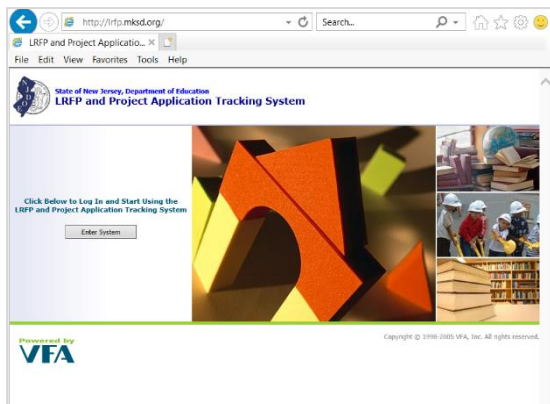 http://lrfp.mksd.org/
Search...
LRFP and Project Applicatio...
File Edit View Favorites Tools Help
State of New Jersey, Department of Education
LRFP and Project Application Tracking System
Click Below to Log In and Start Using the
LRFP and Project Application Tracking System
Enter System
Powered by
VFA
Copyright © 1998-2005 VFA, Inc. All rights reserved.